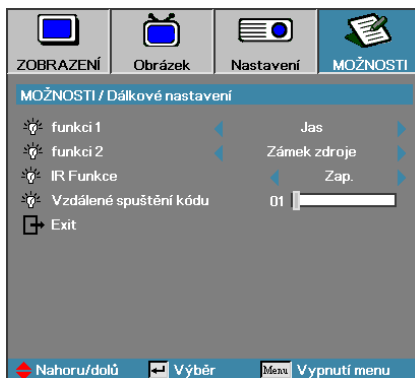 ZOBRAZENÍ Obrázek Nastavení MOŽNOSTI
MOŽNOSTI / Dálkové nastavení
funkci 1 Jas
funkci 2 Zámek zdroje
IR Funkce Zap.
Vzdálené spuštění kódu 01
Exit
Nahoru/dolů Výběr Menu Vypnutí menu